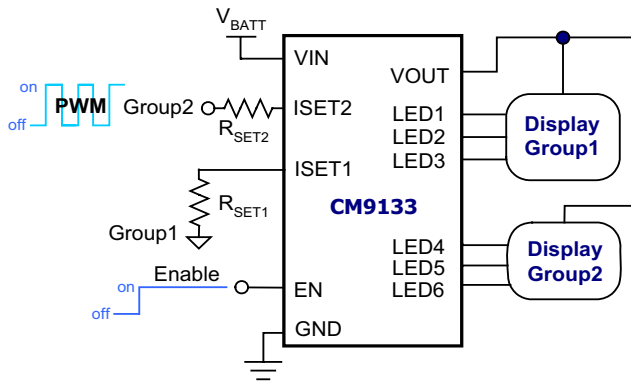 VBATT
VIN
VOUT
on
PWM
off
Group2
RSET2
ISET2
LED1
LED2
LED3
Display
Group1
ISET1
RSET1
Group1
CM9133
LED4
LED5
LED6
Display
Group2
Enable
on
off
EN
GND